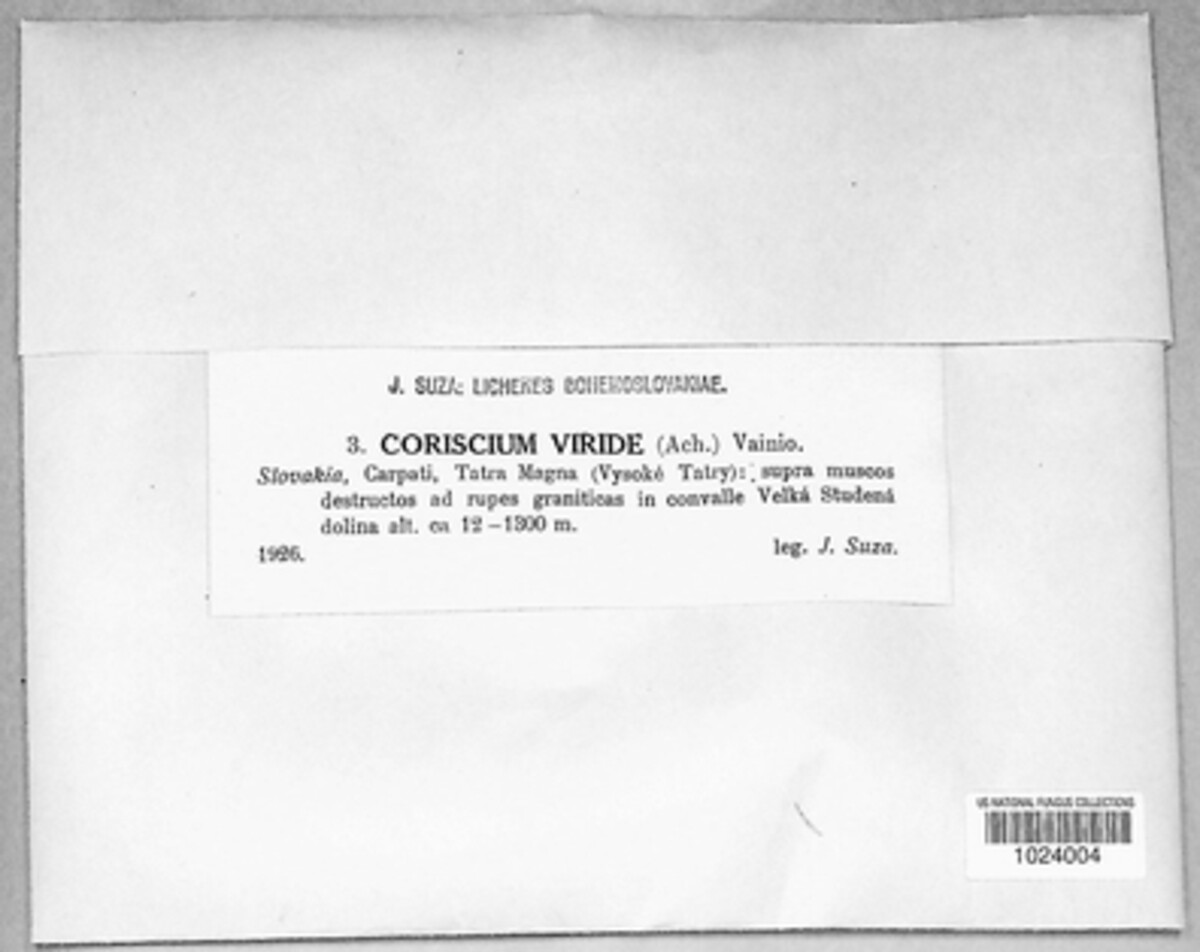 J. SUZA: LICHENES BOHEMOSLOVAKIAE.
3. CORISCIUM VIRIDE (Ach.) Vainio.
Slovakia, Carpati, Tatra Magna (Vysoké Tatry): supra muscos
destructos ad rupes graniticas in convalle Velká Studená
dolina alt. ca 12–1300 m.
1926. leg. J. Suza.
US NATIONAL FUNGUS COLLECTIONS
1024004